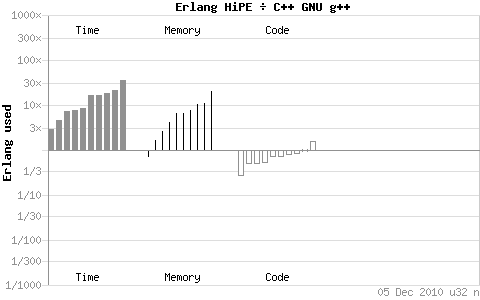 Erlang HiPE ÷ C++ GNU g++
1000×
Time Memory Code
300×
100×
30×
10×
3×
Erlang used
1/3
1/10
1/30
1/100
1/300
Time Memory Code
1/1000
05 Dec 2010 u32 n